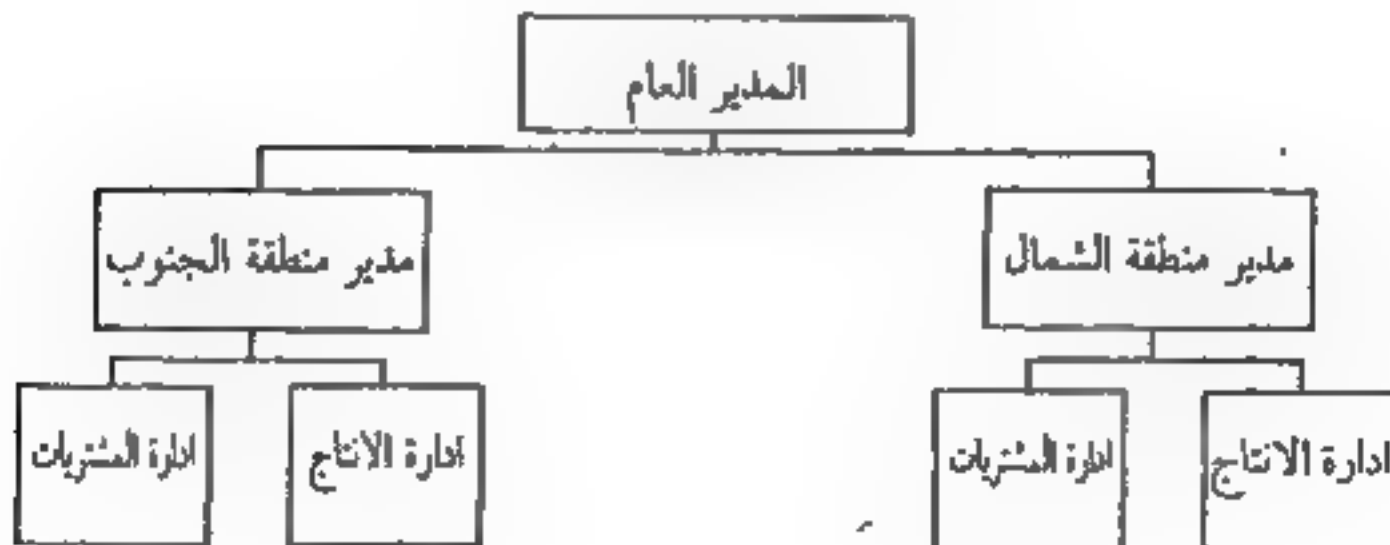 المدير العام
مدير منطقة الشمال
مدير منطقة الجنوب
ادارة الانتاج
ادارة المشتريات
ادارة الانتاج
ادارة المشتريات